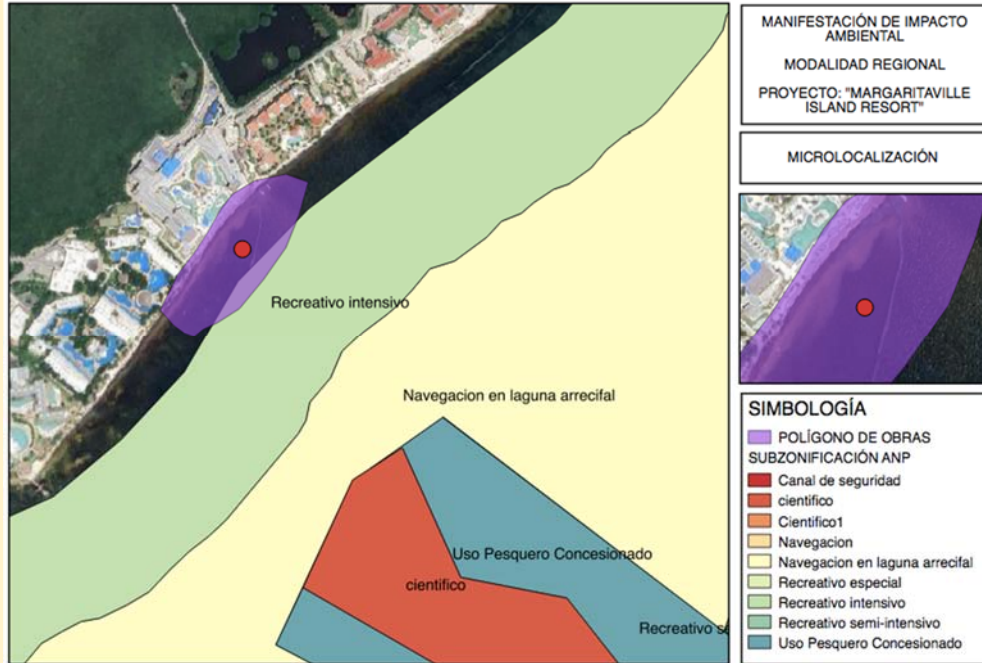 MANIFESTACIÓN DE IMPACTO
AMBIENTAL
MODALIDAD REGIONAL
PROYECTO: "MARGARITAVILLE
ISLAND RESORT"
MICROLOCALIZACIÓN
Recreativo intensivo
Navegacion en laguna arrecifal
Uso Pesquero Concesionado
cientifico
Recreativo se
SIMBOLOGÍA
POLÍGONO DE OBRAS
SUBZONIFICACIÓN ANP
Canal de seguridad
cientifico
Cientifico1
Navegacion
Navegacion en laguna arrecifal
Recreativo especial
Recreativo intensivo
Recreativo semi-intensivo
Uso Pesquero Concesionado